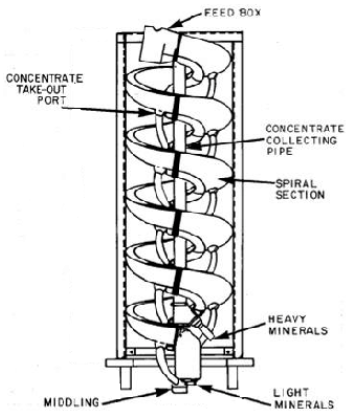 FEED BOX
CONCENTRATE
TAKE-OUT
PORT
CONCENTRATE
COLLECTING
PIPE
SPIRAL
SECTION
HEAVY
MINERALS
MIDDLING
LIGHT
MINERALS